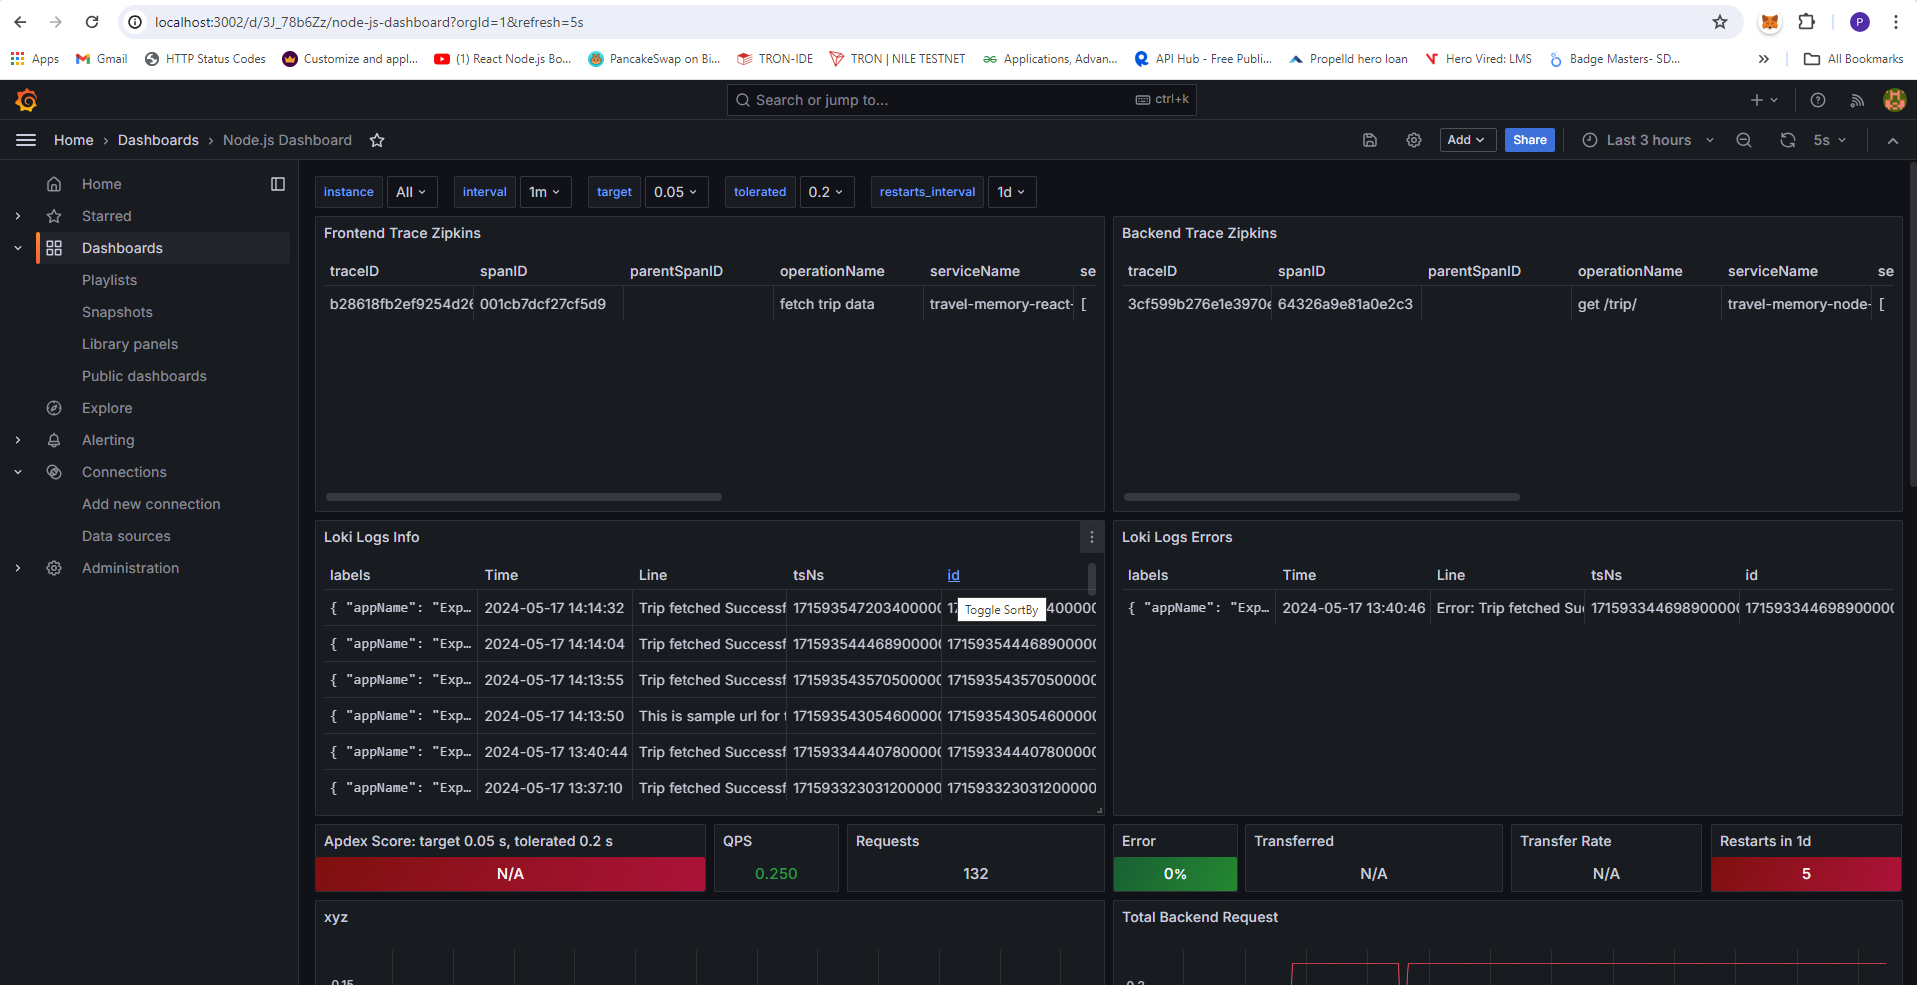 localhost:3002/d/3J_78b6Zz/node-js-dashboard?orgId=1&refresh=5s
P
Apps Gmail HTTP Status Codes Customize and appl... (1) React Node.js Bo... PancakeSwap on Bi... TRON-IDE TRON | NILE TESTNET Applications, Advan... API Hub - Free Publi... Propelld hero loan Hero Vired: LMS Badge Masters- SD... » All Bookmarks
Search or jump to... ctrl+k
Home › Dashboards › Node.js Dashboard Add Share Last 3 hours 5s
Home
Starred
Dashboards
Playlists
Snapshots
Library panels
Public dashboards
Explore
Alerting
Connections
Add new connection
Data sources
Administration
instance All interval 1m target 0.05 tolerated 0.2 restarts_interval 1d
Frontend Trace Zipkins
traceID spanID parentSpanID operationName serviceName se
b28618fb2ef9254d26 001cb7dcf27cf5d9 fetch trip data travel-memory-react- [
Backend Trace Zipkins
traceID spanID parentSpanID operationName serviceName se
3cf599b276e1e3970e 64326a9e81a0e2c3 get /trip/ travel-memory-node- [
Loki Logs Info
labels Time Line tsNs id
{ "appName": "Exp... 2024-05-17 14:14:32 Trip fetched Successf 171593547203400000 17 400000
Toggle SortBy
{ "appName": "Exp... 2024-05-17 14:14:04 Trip fetched Successf 171593544468900000 171593544468900000
{ "appName": "Exp... 2024-05-17 14:13:55 Trip fetched Successf 171593543570500000 171593543570500000
{ "appName": "Exp... 2024-05-17 14:13:50 This is sample url for t 171593543054600000 171593543054600000
{ "appName": "Exp... 2024-05-17 13:40:44 Trip fetched Successf 171593344407800000 171593344407800000
{ "appName": "Exp... 2024-05-17 13:37:10 Trip fetched Successf 171593323031200000 171593323031200000
Loki Logs Errors
labels Time Line tsNs id
{ "appName": "Exp... 2024-05-17 13:40:46 Error: Trip fetched Su 171593344698900000 171593344698900000
Apdex Score: target 0.05 s, tolerated 0.2 s
N/A
QPS
0.250
Requests
132
Error
0%
Transferred
N/A
Transfer Rate
N/A
Restarts in 1d
5
xyz
0.15
Total Backend Request
0.2